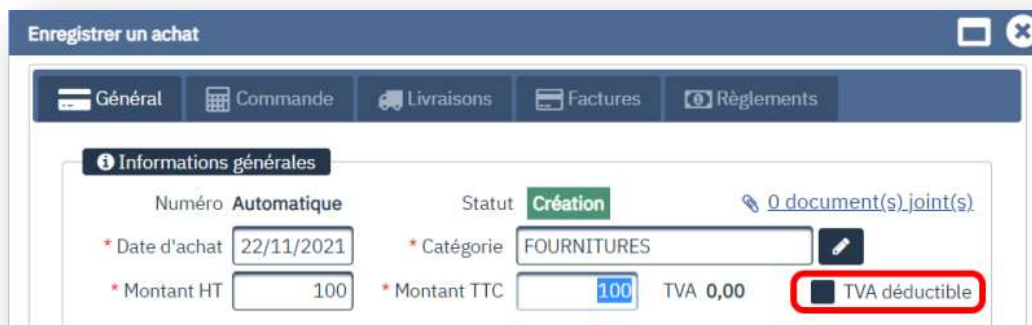 Enregistrer un achat
Général Commande Livraisons Factures Règlements
Informations générales
Numéro Automatique Statut Création 0 document(s) joint(s)
* Date d'achat 22/11/2021 * Catégorie FOURNITURES
* Montant HT 100 * Montant TTC 100 TVA 0,00 TVA déductible